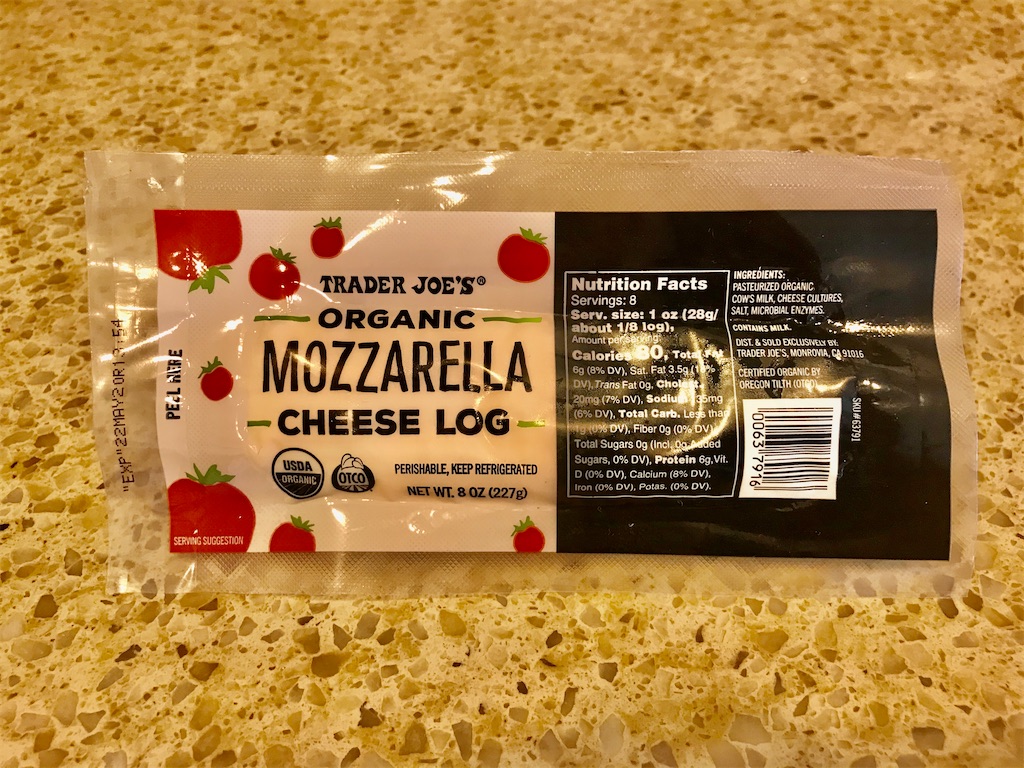 "EXP"22MAY20R1
54
PEEL HERE
TRADER JOE'S®
ORGANIC
MOZZARELLA
CHEESE LOG
USDA
ORGANIC
OTCO
PERISHABLE, KEEP REFRIGERATED
NET WT. 8 OZ (227g)
SERVING SUGGESTION
Nutrition Facts
Servings: 8
Serv. size: 1 oz (28g/
about 1/8 log),
Amount per serving:
Calories 80, Total Fat
6g (8% DV), Sat. Fat 3.5g (18%
DV), Trans Fat 0g, Cholest.
20mg (7% DV), Sodium 135mg
(6% DV), Total Carb. Less than
1g (0% DV), Fiber 0g (0% DV),
Total Sugars 0g (Incl. 0g Added
Sugars, 0% DV), Protein 6g, Vit.
D (0% DV), Calcium (8% DV),
Iron (0% DV), Potas. (0% DV).
INGREDIENTS:
PASTEURIZED ORGANIC
COW'S MILK, CHEESE CULTURES,
SALT, MICROBIAL ENZYMES.
CONTAINS MILK.
DIST. & SOLD EXCLUSIVELY BY:
TRADER JOE'S, MONROVIA, CA 91016
CERTIFIED ORGANIC BY
OREGON TILTH (OTCO)
SKU# 63791
0063 7916